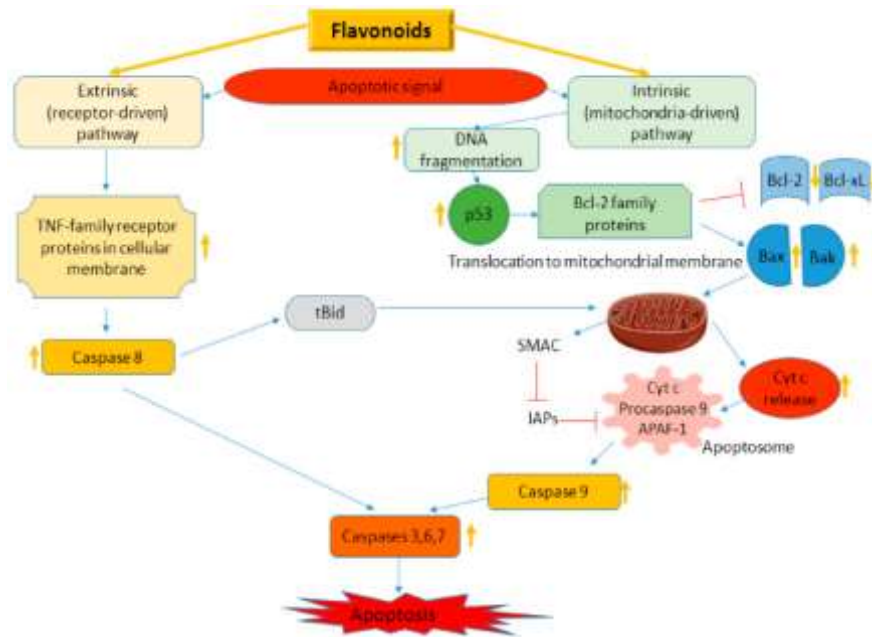 Flavonoids
Extrinsic
(receptor-driven)
pathway
Apoptotic signal
Intrinsic
(mitochondria-driven)
pathway
DNA
fragmentation
Bcl-2
Bcl-xL
p53
Bcl-2 family
proteins
TNF-family receptor
proteins in cellular
membrane
Translocation to mitochondrial membrane
Bax
Bak
tBid
Caspase 8
SMAC
Cyt c
release
IAPs
Cyt c
Procaspase 9
APAF-1
Apoptosome
Caspase 9
Caspases 3,6,7
Apoptosis